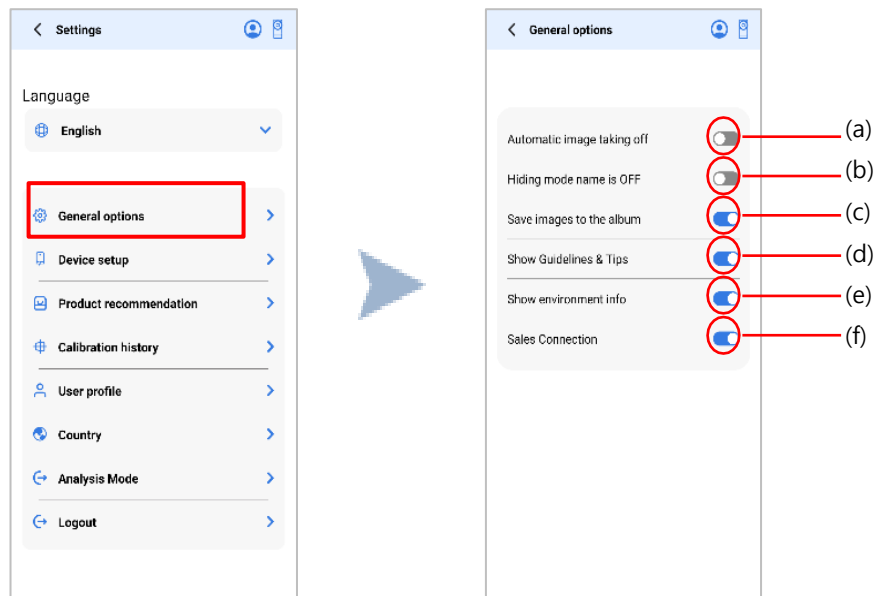 Settings
Language
English
General options
Device setup
Product recommendation
Calibration history
User profile
Country
Analysis Mode
Logout
General options
Automatic image taking off
(a)
Hiding mode name is OFF
(b)
Save images to the album
(c)
Show Guidelines & Tips
(d)
Show environment info
(e)
Sales Connection
(f)